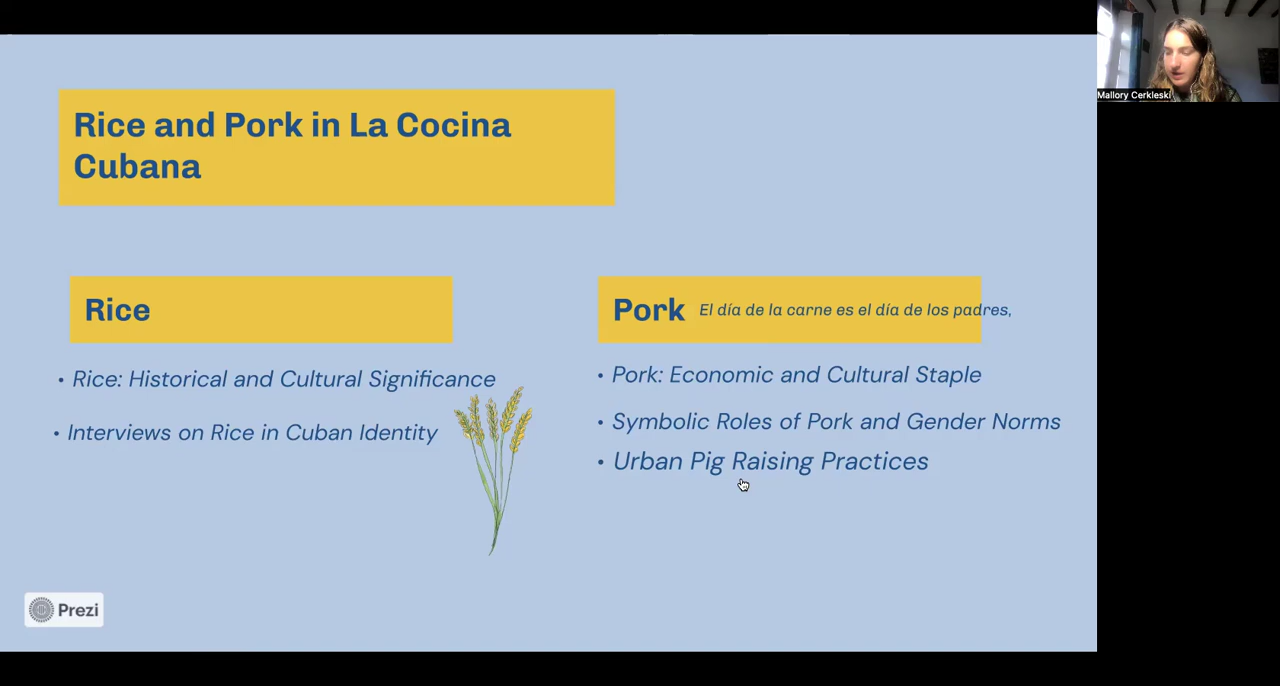 Mallory Cerkleski
Rice and Pork in La Cocina
Cubana
Rice
• Rice: Historical and Cultural Significance
• Interviews on Rice in Cuban Identity
Pork El día de la carne es el día de los padres,
• Pork: Economic and Cultural Staple
• Symbolic Roles of Pork and Gender Norms
• Urban Pig Raising Practices
Prezi